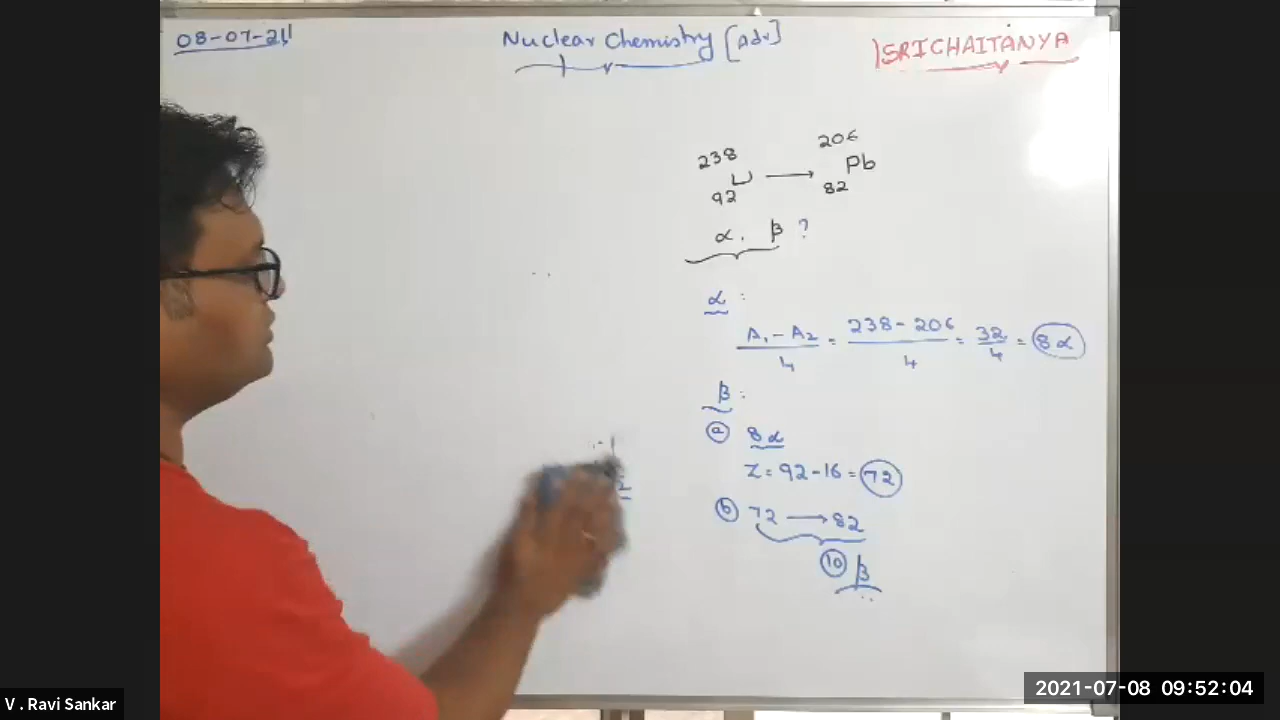 08-07-21
Nuclear Chemistry [Adv]
SRICHAITANYA
238 206
U ⟶ Pb
92 82
α, β ?
α :
A₁-A₂/4 = 238-206/4 = 32/4 = 8α
β :
ⓐ 8α
Z = 92-16 = 72
ⓑ 72 ⟶ 82
10 β
V . Ravi Sankar
2021-07-08 09:52:04